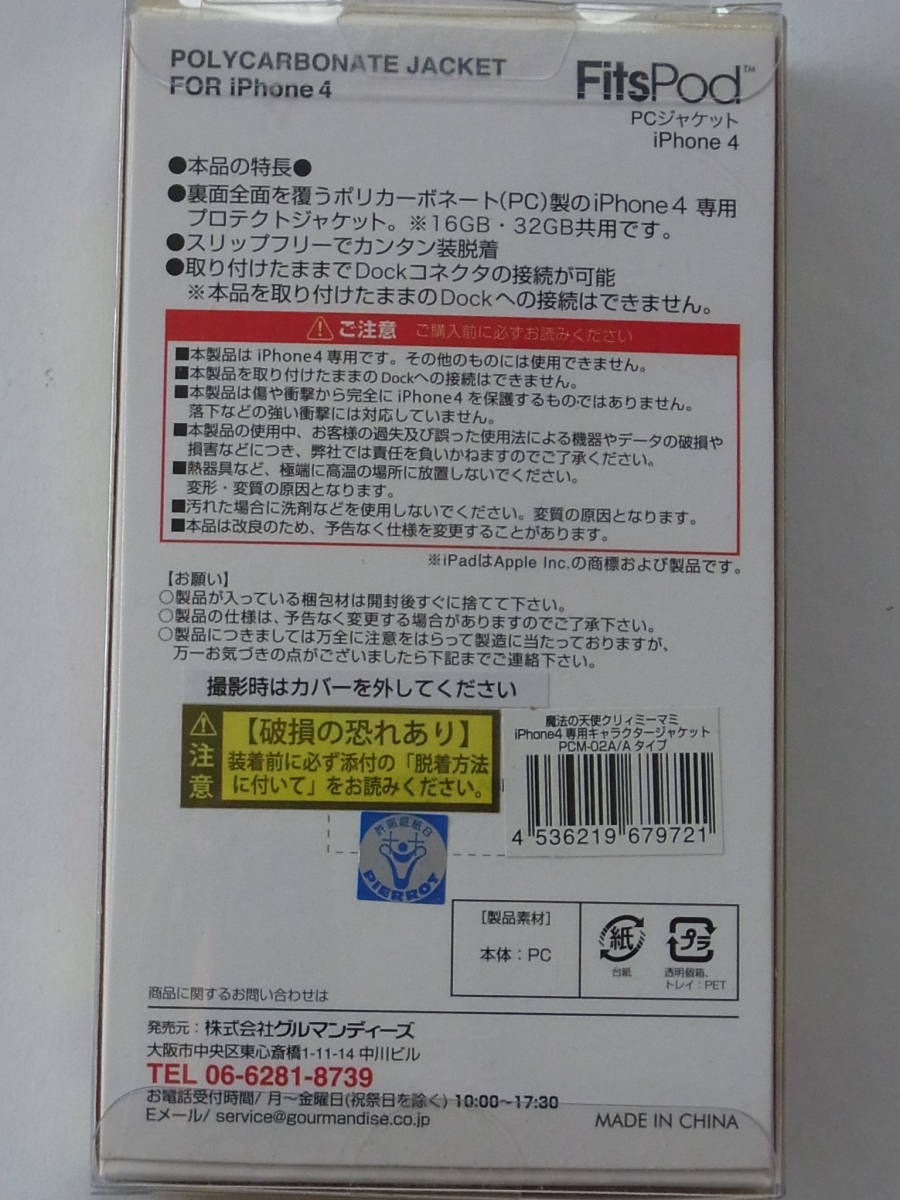 POLYCARBONATE JACKET
FOR iPhone 4
FitsPod™
PCジャケット
iPhone 4
●本品の特長●
●裏面全面を覆うポリカーボネート(PC)製のiPhone 4 専用
プロテクトジャケット。※16GB・32GB共用です。
●スリップフリーでカンタン装脱着
●取り付けたままでDockコネクタの接続が可能
※本品を取り付けたままのDockへの接続はできません。
ご注意 ご購入前に必ずお読みください
■本製品は iPhone4 専用です。その他のものには使用できません。
■本製品を取り付けたままの Dockへの接続はできません。
■本製品は傷や衝撃から完全に iPhone4 を保護するものではありません。
落下などの強い衝撃には対応していません。
■本製品の使用中、お客様の過失及び誤った使用法による機器やデータの破損や
損害などにつき、弊社では責任を負いかねますのでご了承ください。
■熱器具など、極端に高温の場所に放置しないでください。
変形・変質の原因となります。
■汚れた場合に洗剤などを使用しないでください。変質の原因となります。
■本品は改良のため、予告なく仕様を変更することがあります。
※iPadはApple Inc.の商標および製品です。
【お願い】
○製品が入っている梱包材は開封後すぐに捨てて下さい。
○製品の仕様は、予告なく変更する場合がありますのでご了承下さい。
○製品につきましては万全に注意をはらって製造に当たっておりますが、
万一お気づきの点がございましたら下記までご連絡下さい。
撮影時はカバーを外してください
注意
【破損の恐れあり】
装着前に必ず添付の「脱着方法
に付いて」をお読みください。
魔法の天使クリィミーマミ
iPhone4 専用キャラクタージャケット
PCM-02A/A タイプ
4 536219 679721
許諾証紙B
PIERROT
[製品素材]
本体：PC
紙
台紙
プラ
透明個箱、
トレイ：PET
商品に関するお問い合わせは
発売元：株式会社グルマンディーズ
大阪市中央区東心斎橋1-11-14 中川ビル
TEL 06-6281-8739
お電話受付時間/ 月～金曜日(祝祭日を除く) 10:00~17:30
Eメール/ service@gourmandise.co.jp
MADE IN CHINA